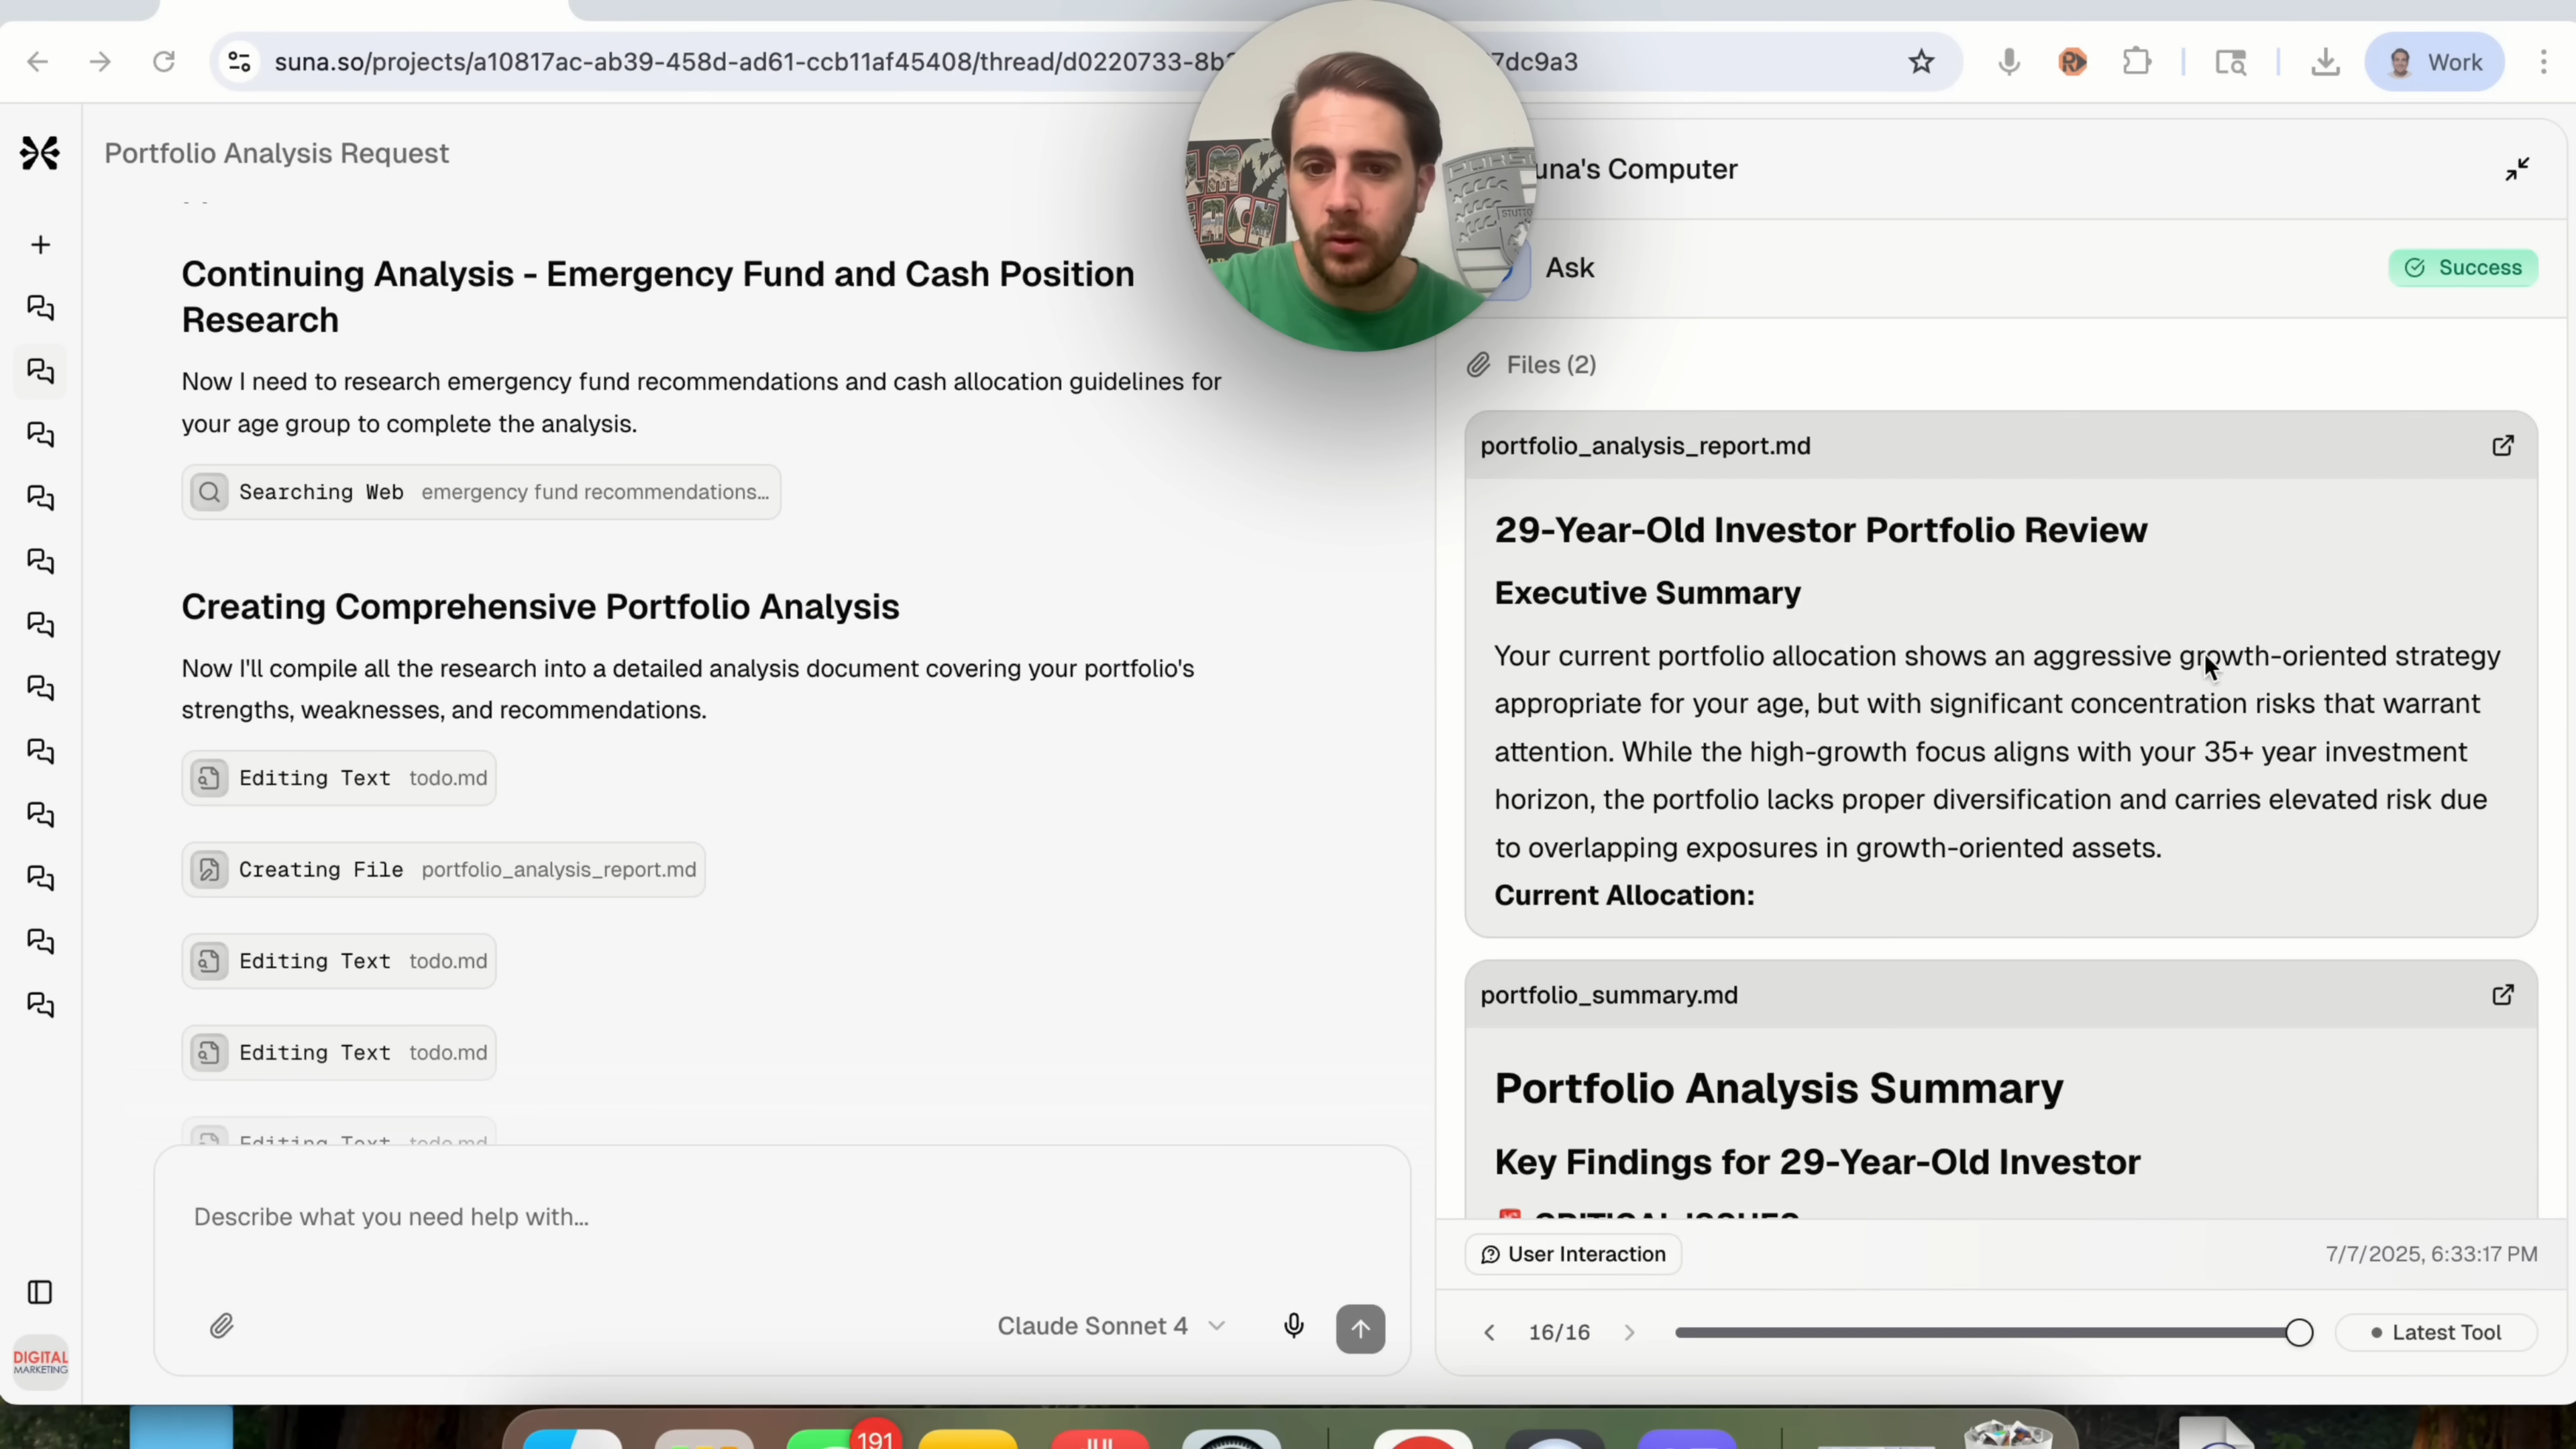 suna.so/projects/a10817ac-ab39-458d-ad61-ccb11af45408/thread/d0220733-8b
7dc9a3
Work
Portfolio Analysis Request
Continuing Analysis - Emergency Fund and Cash Position
Research
Now I need to research emergency fund recommendations and cash allocation guidelines for
your age group to complete the analysis.
Searching Web emergency fund recommendations...
Creating Comprehensive Portfolio Analysis
Now I'll compile all the research into a detailed analysis document covering your portfolio's
strengths, weaknesses, and recommendations.
Editing Text todo.md
Creating File portfolio_analysis_report.md
Editing Text todo.md
Editing Text todo.md
Editing Text todo.md
Describe what you need help with...
Claude Sonnet 4
DIGITAL
MARKETING
una's Computer
Ask
Success
Files (2)
portfolio_analysis_report.md
29-Year-Old Investor Portfolio Review
Executive Summary
Your current portfolio allocation shows an aggressive growth-oriented strategy
appropriate for your age, but with significant concentration risks that warrant
attention. While the high-growth focus aligns with your 35+ year investment
horizon, the portfolio lacks proper diversification and carries elevated risk due
to overlapping exposures in growth-oriented assets.
Current Allocation:
portfolio_summary.md
Portfolio Analysis Summary
Key Findings for 29-Year-Old Investor
CRITICAL ISSUES
User Interaction
7/7/2025, 6:33:17 PM
16/16
Latest Tool
191
JUL